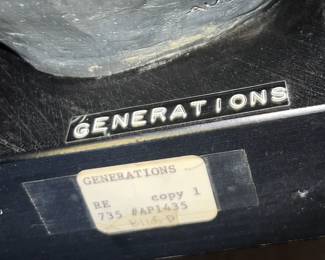 GENERATIONS
GENERATIONS
RE copy 1
735 #AP1435